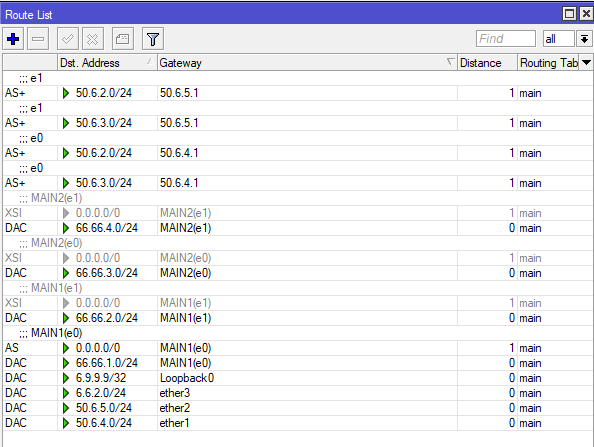 Route List
Find all
Dst. Address Gateway Distance Routing Tab
;;; e1
AS+ 50.6.2.0/24 50.6.5.1 1 main
;;; e1
AS+ 50.6.3.0/24 50.6.5.1 1 main
;;; e0
AS+ 50.6.2.0/24 50.6.4.1 1 main
;;; e0
AS+ 50.6.3.0/24 50.6.4.1 1 main
;;; MAIN2(e1)
XSI 0.0.0.0/0 MAIN2(e1) 1 main
DAC 66.66.4.0/24 MAIN2(e1) 0 main
;;; MAIN2(e0)
XSI 0.0.0.0/0 MAIN2(e0) 1 main
DAC 66.66.3.0/24 MAIN2(e0) 0 main
;;; MAIN1(e1)
XSI 0.0.0.0/0 MAIN1(e1) 1 main
DAC 66.66.2.0/24 MAIN1(e1) 0 main
;;; MAIN1(e0)
AS 0.0.0.0/0 MAIN1(e0) 1 main
DAC 66.66.1.0/24 MAIN1(e0) 0 main
DAC 6.9.9.9/32 Loopback0 0 main
DAC 6.6.2.0/24 ether3 0 main
DAC 50.6.5.0/24 ether2 0 main
DAC 50.6.4.0/24 ether1 0 main